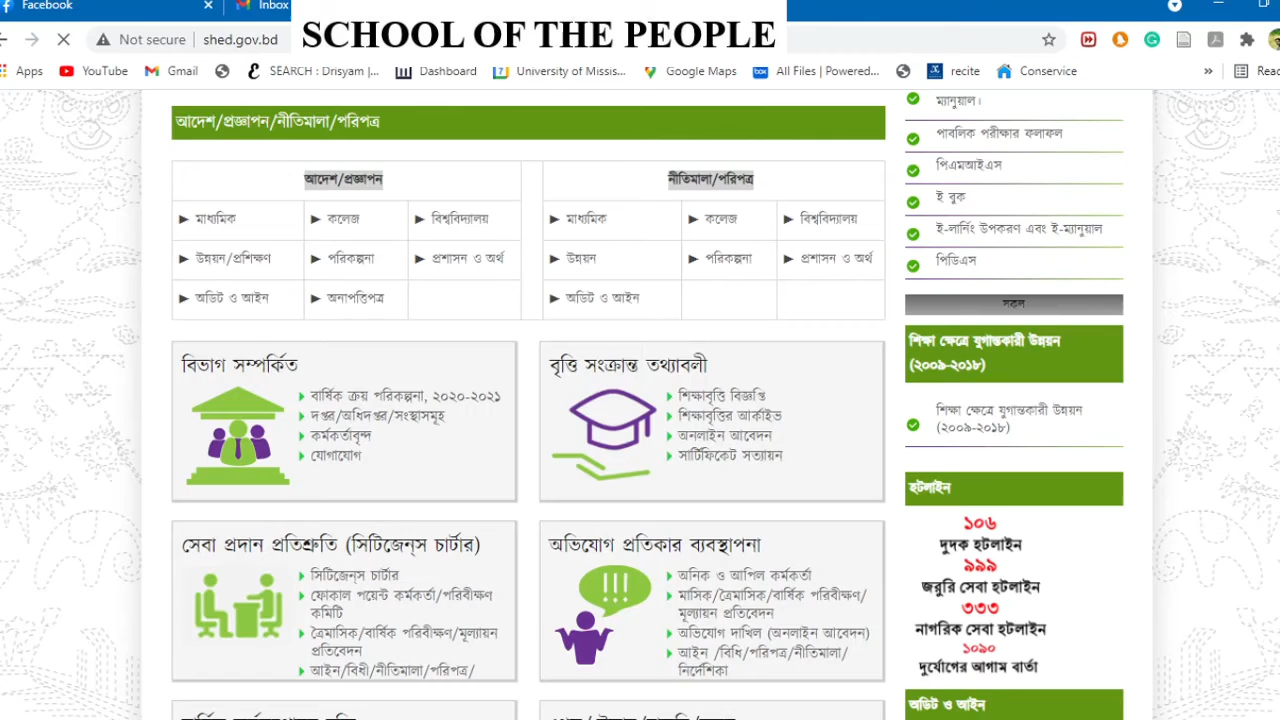 Facebook
Inbox
SCHOOL OF THE PEOPLE
Not secure
shed.gov.bd
Apps
YouTube
Gmail
SEARCH : Drisyam |...
Dashboard
University of Missis...
Google Maps
All Files | Powered...
recite
Conservice
»
আদেশ/প্রজ্ঞাপন/নীতিমালা/পরিপত্র
আদেশ/প্রজ্ঞাপন
নীতিমালা/পরিপত্র
► মাধ্যমিক
► কলেজ
► বিশ্ববিদ্যালয়
► মাধ্যমিক
► কলেজ
► বিশ্ববিদ্যালয়
► উন্নয়ন/প্রশিক্ষণ
► পরিকল্পনা
► প্রশাসন ও অর্থ
► উন্নয়ন
► পরিকল্পনা
► প্রশাসন ও অর্থ
► অডিট ও আইন
► অনাপত্তিপত্র
► অডিট ও আইন
বিভাগ সম্পর্কিত
বার্ষিক ক্রয় পরিকল্পনা, ২০২০-২০২১
দপ্তর/অধিদপ্তর/সংস্থাসমূহ
কর্মকর্তাবৃন্দ
যোগাযোগ
বৃত্তি সংক্রান্ত তথ্যাবলী
শিক্ষাবৃত্তি বিজ্ঞপ্তি
শিক্ষাবৃত্তির আর্কাইভ
অনলাইন আবেদন
সার্টিফিকেট সত্যায়ন
সেবা প্রদান প্রতিশ্রুতি (সিটিজেন্স চার্টার)
সিটিজেন্স চার্টার
ফোকাল পয়েন্ট কর্মকর্তা/পরিবীক্ষণ
কমিটি
ত্রৈমাসিক/বার্ষিক পরিবীক্ষণ/মূল্যায়ন
প্রতিবেদন
আইন/বিধী/নীতিমালা/পরিপত্র/
অভিযোগ প্রতিকার ব্যবস্থাপনা
!!!
অনিক ও আপিল কর্মকর্তা
মাসিক/ত্রৈমাসিক/বার্ষিক পরিবীক্ষণ/
মূল্যায়ন প্রতিবেদন
অভিযোগ দাখিল (অনলাইন আবেদন)
আইন /বিধি/পরিপত্র/নীতিমালা/
নির্দেশিকা
ম্যানুয়াল।
পাবলিক পরীক্ষার ফলাফল
পিএমআইএস
ই বুক
ই-লার্নিং উপকরণ এবং ই-ম্যানুয়াল
পিডিএস
সকল
শিক্ষা ক্ষেত্রে যুগান্তকারী উন্নয়ন
(২০০৯-২০১৮)
শিক্ষা ক্ষেত্রে যুগান্তকারী উন্নয়ন
(২০০৯-২০১৮)
হটলাইন
১০৬
দুদক হটলাইন
৯৯৯
জরুরি সেবা হটলাইন
৩৩৩
নাগরিক সেবা হটলাইন
১০৯০
দুর্যোগের আগাম বার্তা
অডিট ও আইন